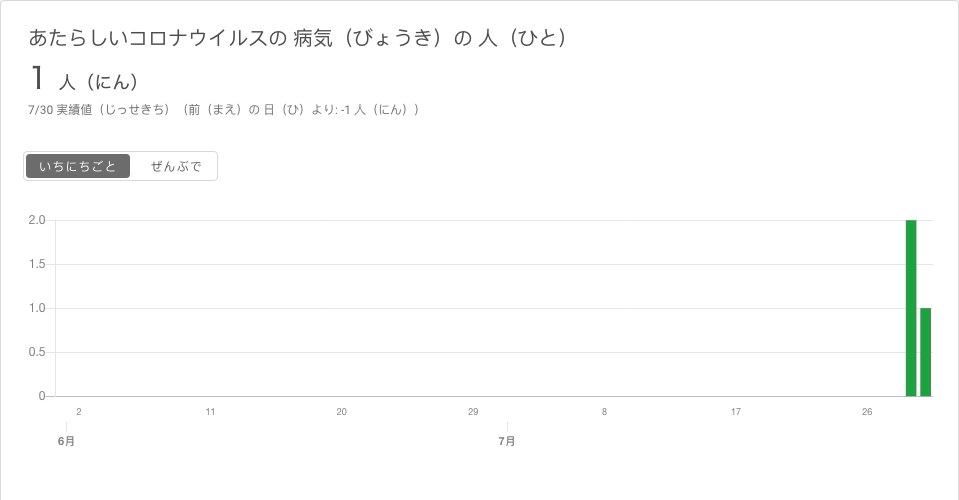 あたらしいコロナウイルスの 病気（びょうき）の 人（ひと）
1 人（にん）
7/30 実績値（じっせきち）（前（まえ）の 日（ひ）より: -1 人（にん））
いちにちごと ぜんぶで
2.0
1.5
1.0
0.5
0
2 11 20 29 8 17 26
6月 7月